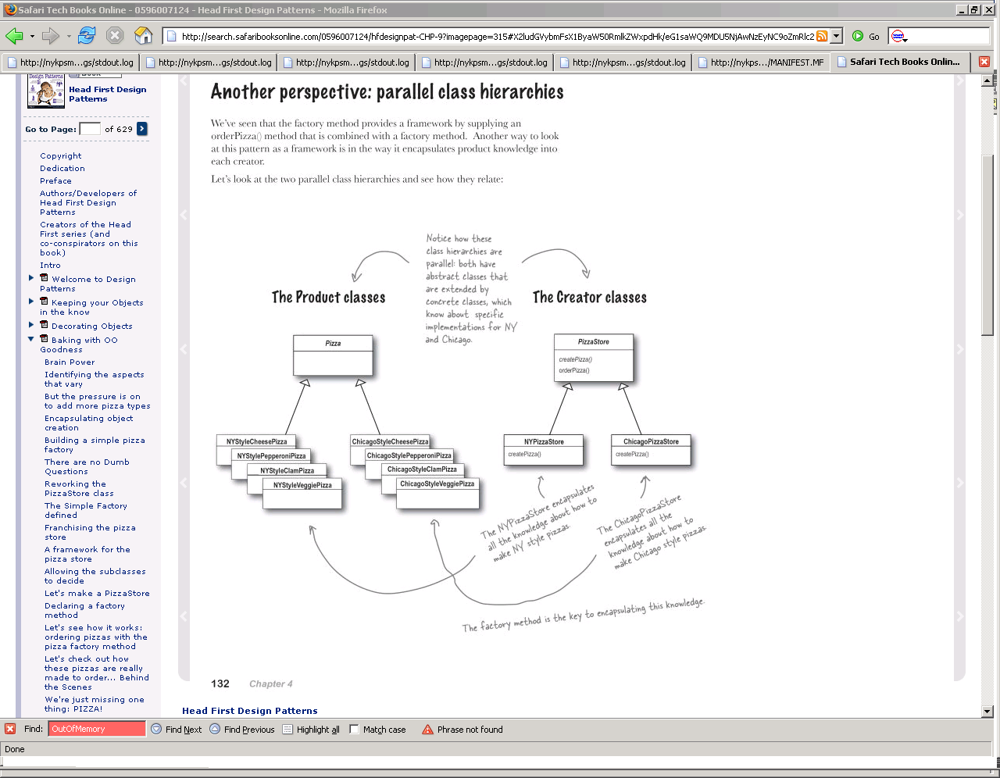 Safari Tech Books Online - 0596007124 - Head First Design Patterns - Mozilla Firefox
http://search.safaribooksonline.com/0596007124/hfdesignpat-CHP-9?imagepage=315#X2ludGVybmFsX1ByaW50RmlkZWxpdHk/eG1saWQ9MDU5NjAwNzEyNC9oZmRlc2
Go
http://nykpsm...gs/stdout.log
http://nykpsm...gs/stdout.log
http://nykpsm...gs/stdout.log
http://nykpsm...gs/stdout.log
http://nykpsm...gs/stdout.log
http://nykps.../MANIFEST.MF
Safari Tech Books Onlin...
Design Patterns
Book
Head First Design
Patterns
Go to Page:
of 629
Copyright
Dedication
Preface
Authors/Developers of
Head First Design
Patterns
Creators of the Head
First series (and
co-conspirators on this
book)
Intro
Welcome to Design
Patterns
Keeping your Objects
in the know
Decorating Objects
Baking with OO
Goodness
Brain Power
Identifying the aspects
that vary
But the pressure is on
to add more pizza types
Encapsulating object
creation
Building a simple pizza
factory
There are no Dumb
Questions
Reworking the
PizzaStore class
The Simple Factory
defined
Franchising the pizza
store
A framework for the
pizza store
Allowing the subclasses
to decide
Let's make a PizzaStore
Declaring a factory
method
Let's see how it works:
ordering pizzas with the
pizza factory method
Let's check out how
these pizzas are really
made to order... Behind
the Scenes
We're just missing one
thing: PIZZA!
Another perspective: parallel class hierarchies
We've seen that the factory method provides a framework by supplying an
orderPizza() method that is combined with a factory method. Another way to look
at this pattern as a framework is in the way it encapsulates product knowledge into
each creator.
Let's look at the two parallel class hierarchies and see how they relate:
Notice how these
class hierarchies are
parallel: both have
abstract classes that
are extended by
concrete classes, which
know about specific
implementations for NY
and Chicago.
The Product classes
The Creator classes
Pizza
PizzaStore
createPizza()
orderPizza()
NYStyleCheesePizza
NYStylePepperoniPizza
NYStyleClamPizza
NYStyleVeggiePizza
ChicagoStyleCheesePizza
ChicagoStylePepperoniPizza
ChicagoStyleClamPizza
ChicagoStyleVeggiePizza
NYPizzaStore
createPizza()
ChicagoPizzaStore
createPizza()
The NYPizzaStore encapsulates
all the knowledge about how to
make NY style pizzas.
The ChicagoPizzaStore
encapsulates all the
knowledge about how to
make Chicago style pizzas.
The factory method is the key to encapsulating this knowledge.
132
Chapter 4
Head First Design Patterns
Find:
OutOfMemory
Find Next
Find Previous
Highlight all
Match case
Phrase not found
Done